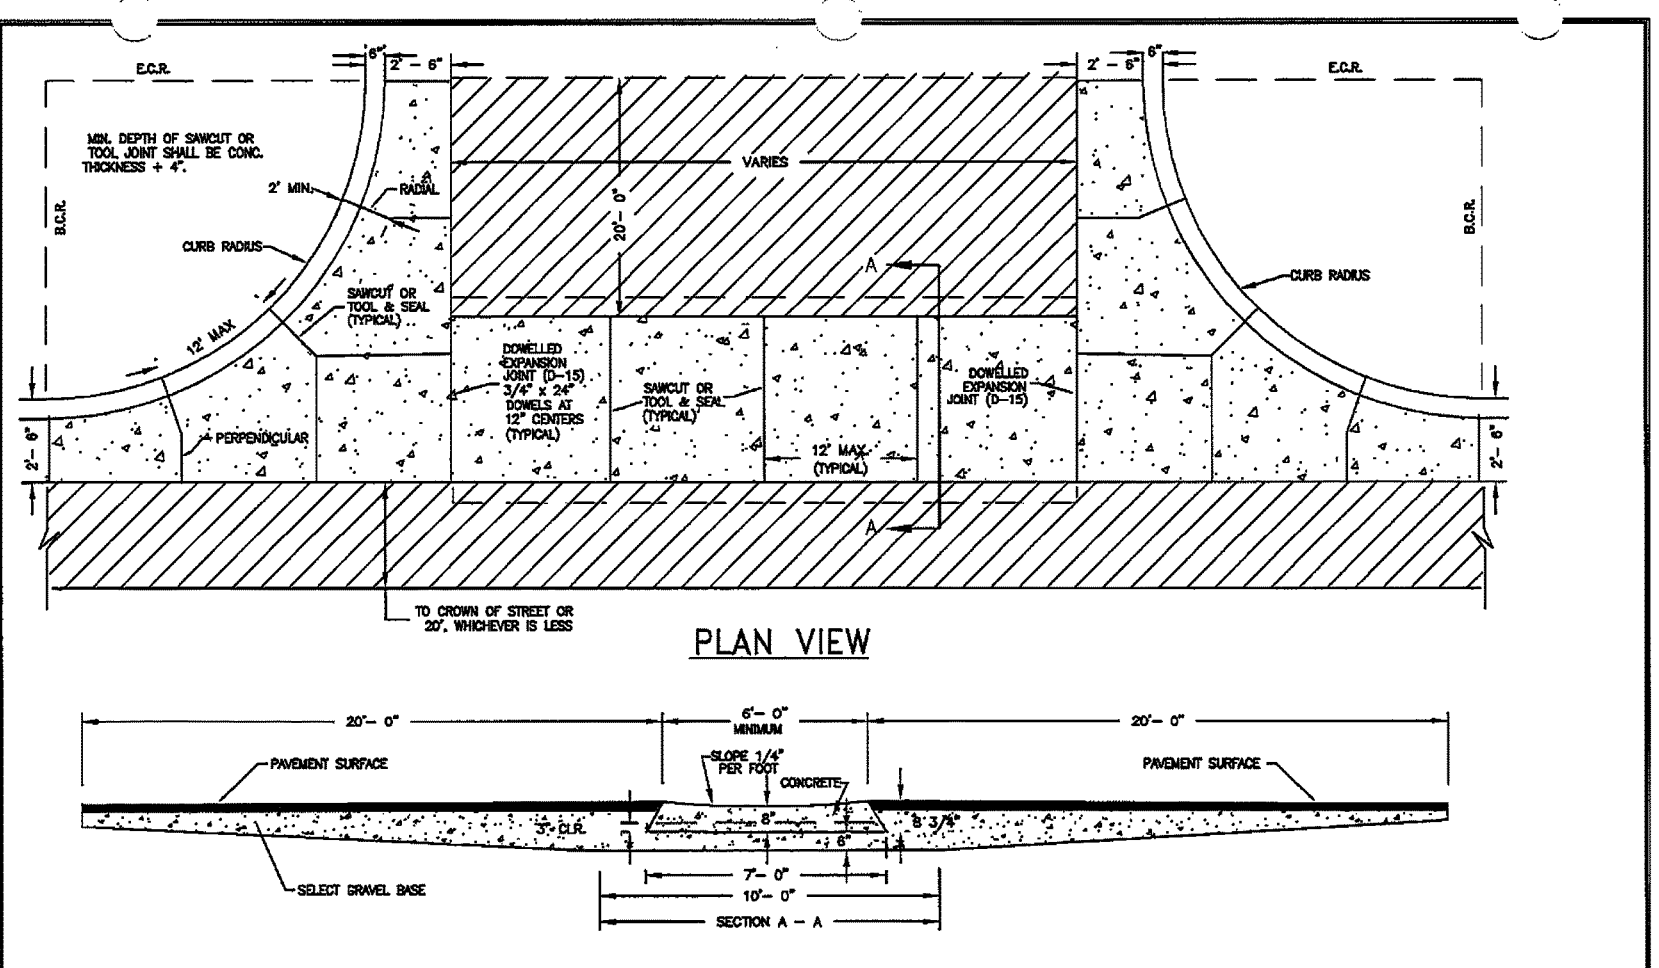 6"
2' - 6"
2' - 6"
6"
E.C.R.
E.C.R.
MIN. DEPTH OF SAWCUT OR
TOOL JOINT SHALL BE CONC.
THICKNESS ÷ 4".
VARIES
2' MIN.
RADIAL
B.C.R.
B.C.R.
20'- 0"
CURB RADIUS
A
CURB RADIUS
SAWCUT OR
TOOL & SEAL
(TYPICAL)
12' MAX
DOWELLED
EXPANSION
JOINT (D-15)
3/4" x 24"
DOWELS AT
12" CENTERS
(TYPICAL)
SAWCUT OR
TOOL & SEAL
(TYPICAL)
DOWELLED
EXPANSION
JOINT (D-15)
PERPENDICULAR
2'- 6"
12' MAX.
(TYPICAL)
2'- 6"
A
TO CROWN OF STREET OR
20', WHICHEVER IS LESS
PLAN VIEW
20'- 0"
6'- 0"
MINIMUM
20'- 0"
SLOPE 1/4"
PER FOOT
PAVEMENT SURFACE
CONCRETE
PAVEMENT SURFACE
3" CLR.
8"
8 3/4"
6"
7'- 0"
SELECT GRAVEL BASE
10'- 0"
SECTION A - A